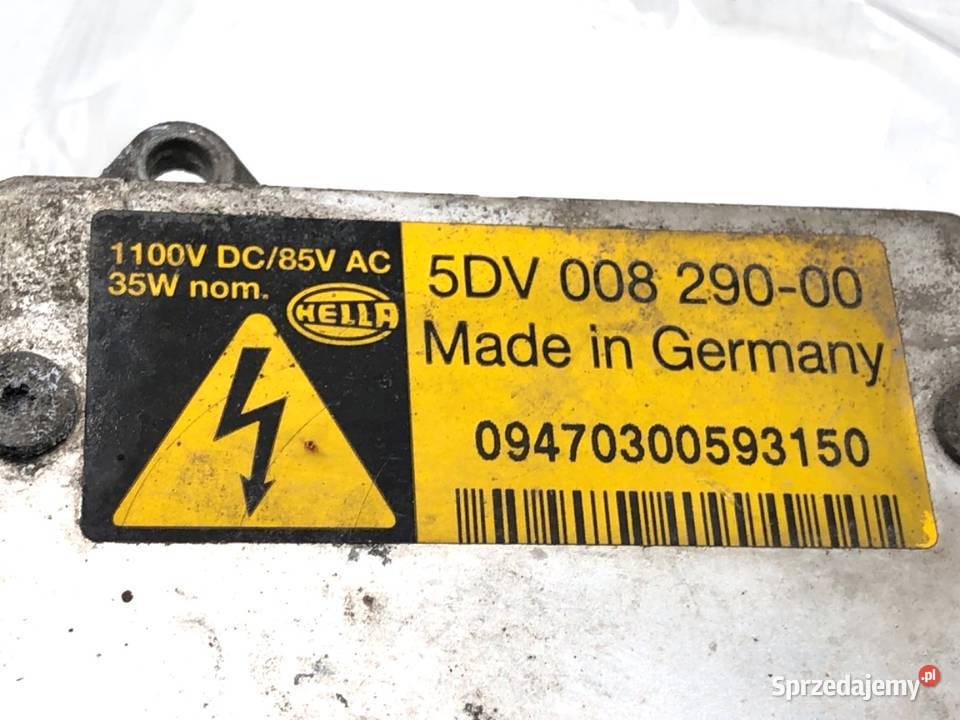 1100V DC/85V AC
35W nom.
HELLA
5DV 008 290-00
Made in Germany
09470300593150
Sprzedajemy.pl